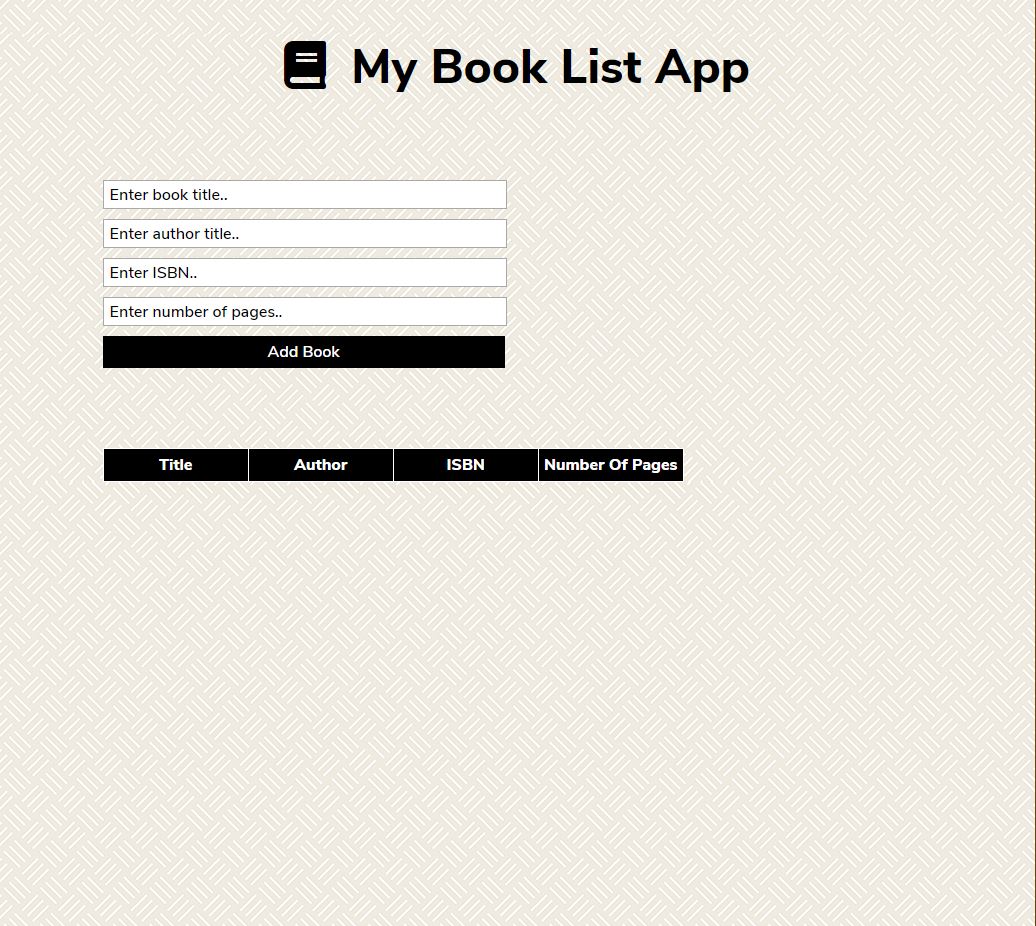 My Book List App
Enter book title..
Enter author title..
Enter ISBN..
Enter number of pages..
Add Book
Title Author ISBN Number Of Pages